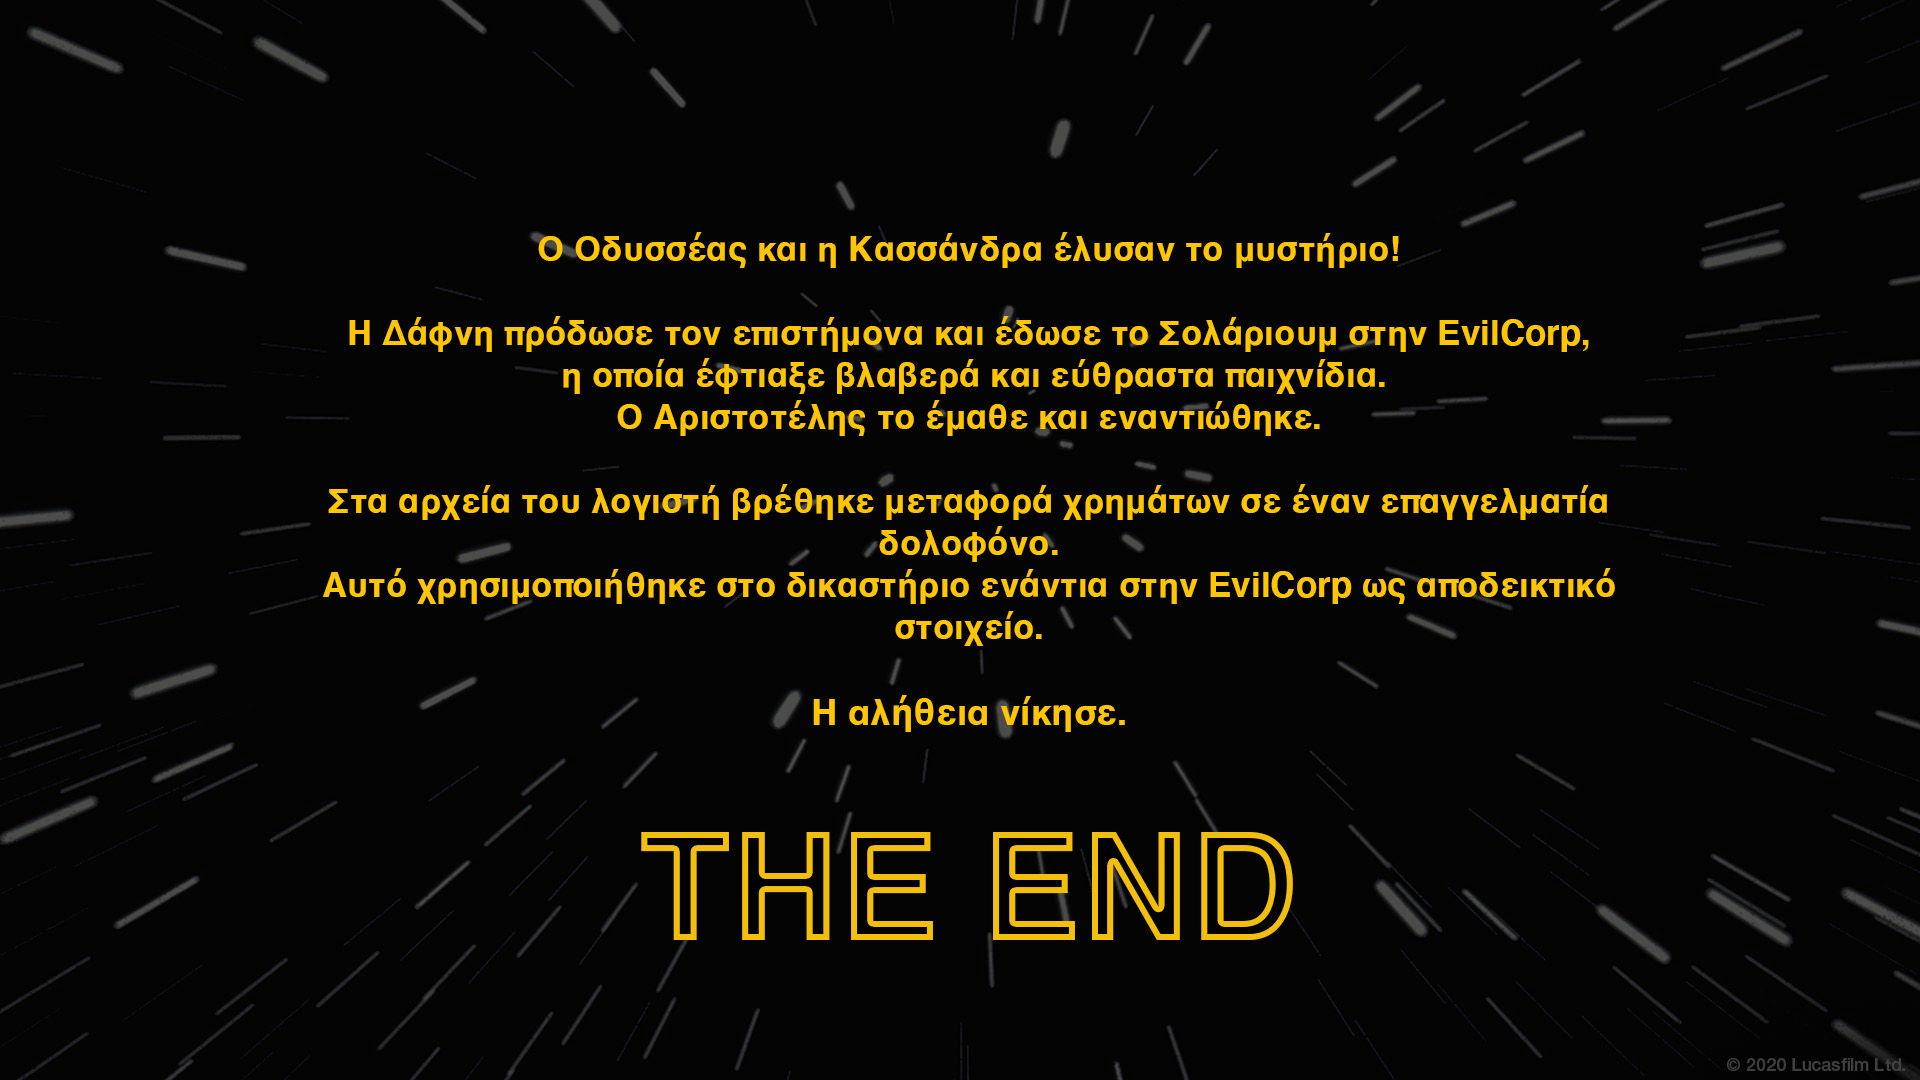 Ο Οδυσσέας και η Κασσάνδρα έλυσαν το μυστήριο!
Η Δάφνη πρόδωσε τον επιστήμονα και έδωσε το Σολάριουμ στην EvilCorp,
η οποία έφτιαξε βλαβερά και εύθραστα παιχνίδια.
Ο Αριστοτέλης το έμαθε και εναντιώθηκε.
Στα αρχεία του λογιστή βρέθηκε μεταφορά χρημάτων σε έναν επαγγελματία
δολοφόνο.
Αυτό χρησιμοποιήθηκε στο δικαστήριο ενάντια στην EvilCorp ως αποδεικτικό
στοιχείο.
Η αλήθεια νίκησε.
THE END
© 2020 Lucasfilm Ltd.